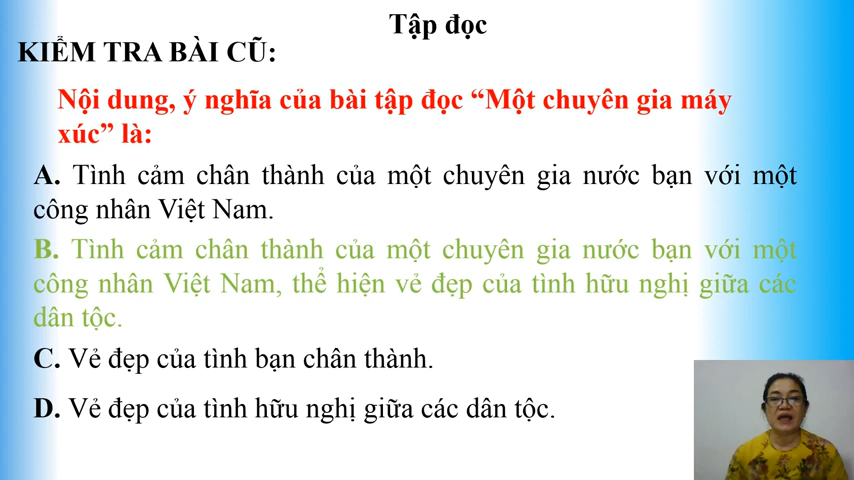 Tập đọc
KIỂM TRA BÀI CŨ:
Nội dung, ý nghĩa của bài tập đọc “Một chuyên gia máy
xúc” là:
A. Tình cảm chân thành của một chuyên gia nước bạn với một
công nhân Việt Nam.
B. Tình cảm chân thành của một chuyên gia nước bạn với một
công nhân Việt Nam, thể hiện vẻ đẹp của tình hữu nghị giữa các
dân tộc.
C. Vẻ đẹp của tình bạn chân thành.
D. Vẻ đẹp của tình hữu nghị giữa các dân tộc.